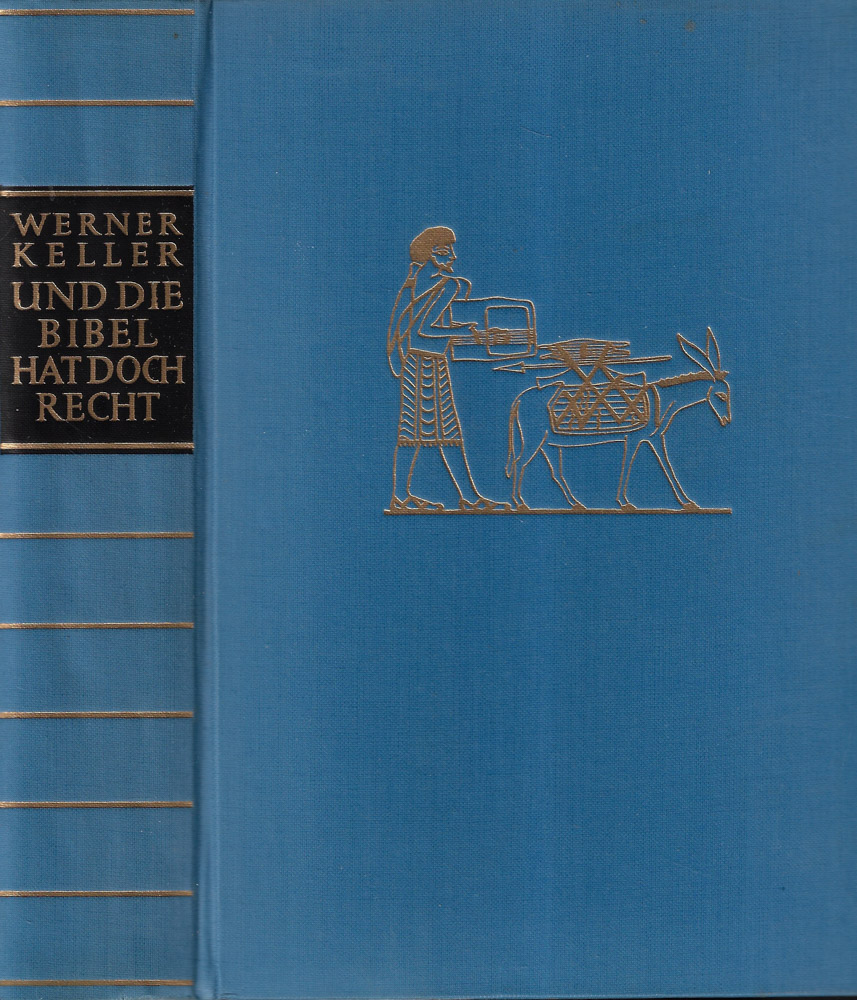 WERNER
KELLER
UND DIE
BIBEL
HAT DOCH
RECHT